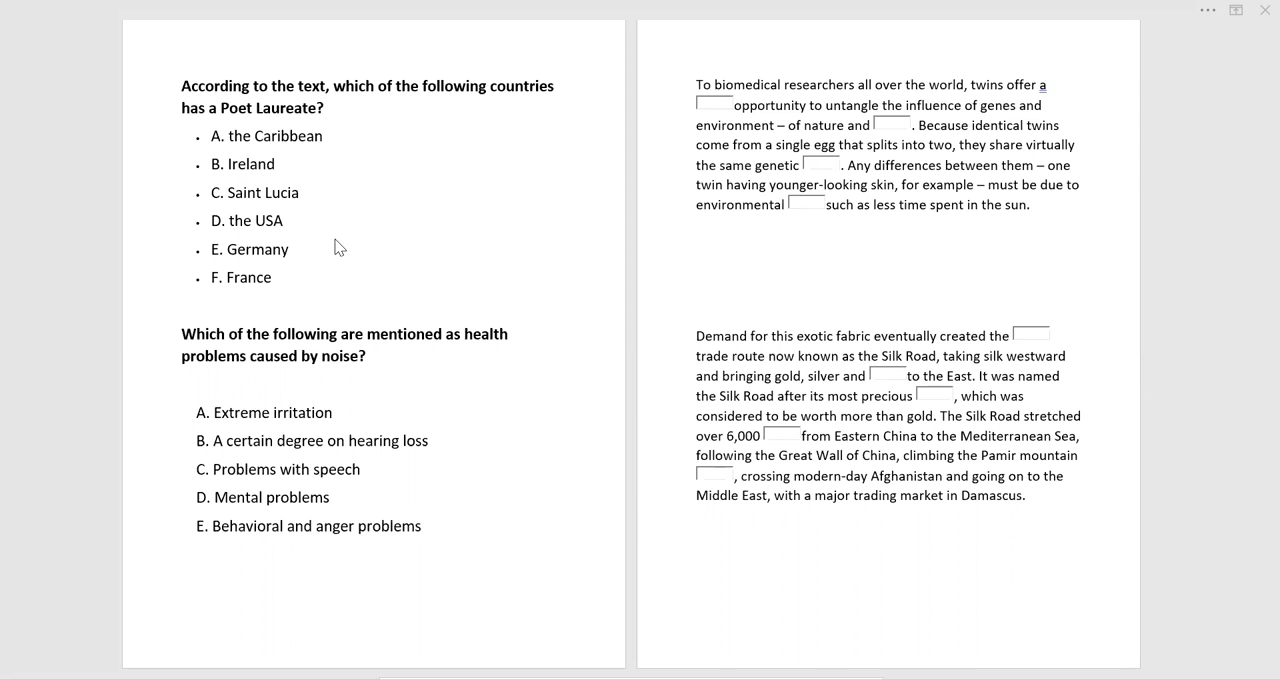 According to the text, which of the following countries
has a Poet Laureate?
A. the Caribbean
B. Ireland
C. Saint Lucia
D. the USA
E. Germany
F. France
Which of the following are mentioned as health
problems caused by noise?
A. Extreme irritation
B. A certain degree on hearing loss
C. Problems with speech
D. Mental problems
E. Behavioral and anger problems
To biomedical researchers all over the world, twins offer a
opportunity to untangle the influence of genes and
environment – of nature and . Because identical twins
come from a single egg that splits into two, they share virtually
the same genetic . Any differences between them – one
twin having younger-looking skin, for example – must be due to
environmental such as less time spent in the sun.
Demand for this exotic fabric eventually created the
trade route now known as the Silk Road, taking silk westward
and bringing gold, silver and to the East. It was named
the Silk Road after its most precious , which was
considered to be worth more than gold. The Silk Road stretched
over 6,000 from Eastern China to the Mediterranean Sea,
following the Great Wall of China, climbing the Pamir mountain
, crossing modern-day Afghanistan and going on to the
Middle East, with a major trading market in Damascus.